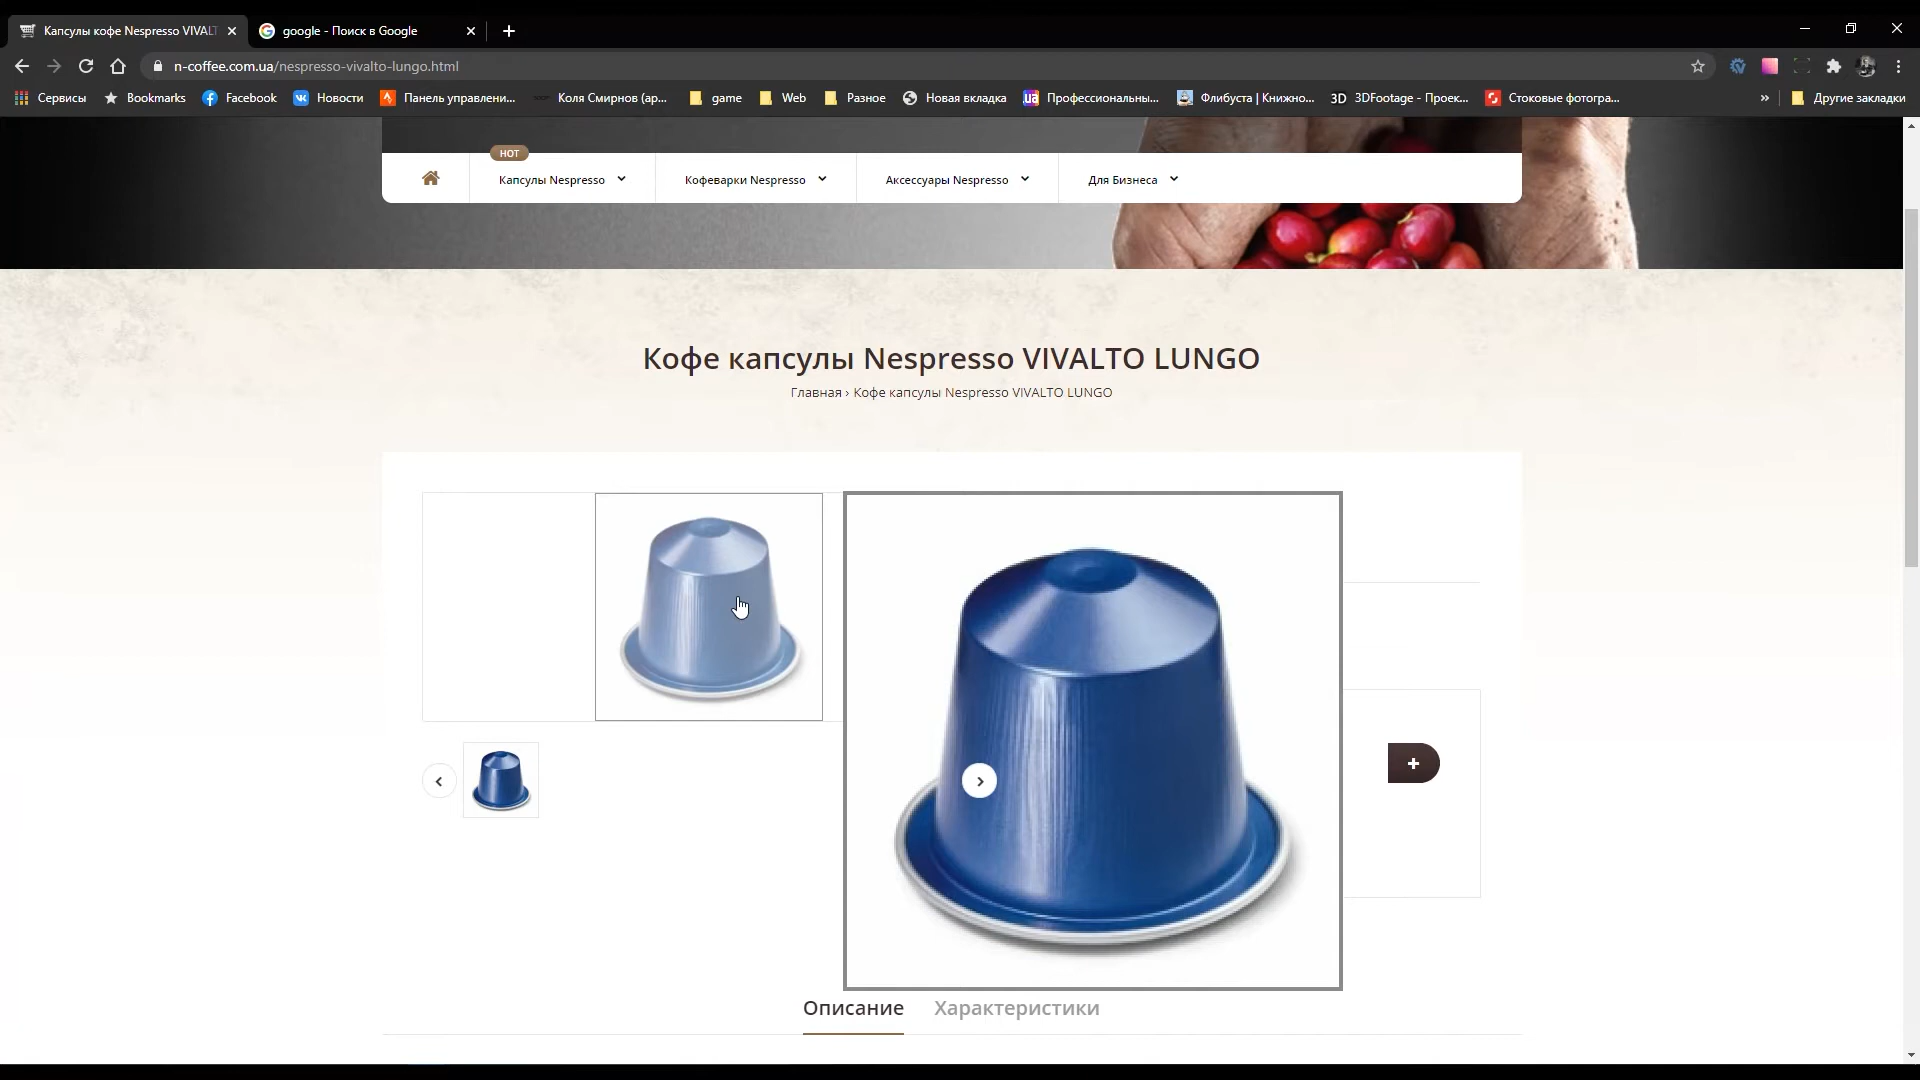 Капсулы кофе Nespresso VIVALT
google - Поиск в Google
n-coffee.com.ua/nespresso-vivalto-lungo.html
Сервисы Bookmarks Facebook Новости Панель управлени... Коля Смирнов (ар... game Web Разное Новая вкладка Профессиональны... Флибуста | Книжно... 3D 3DFootage - Проек... Стоковые фотогра... » Другие закладки
HOT
Капсулы Nespresso Кофеварки Nespresso Аксессуары Nespresso Для Бизнеса
Кофе капсулы Nespresso VIVALTO LUNGO
Главная › Кофе капсулы Nespresso VIVALTO LUNGO
Описание Характеристики